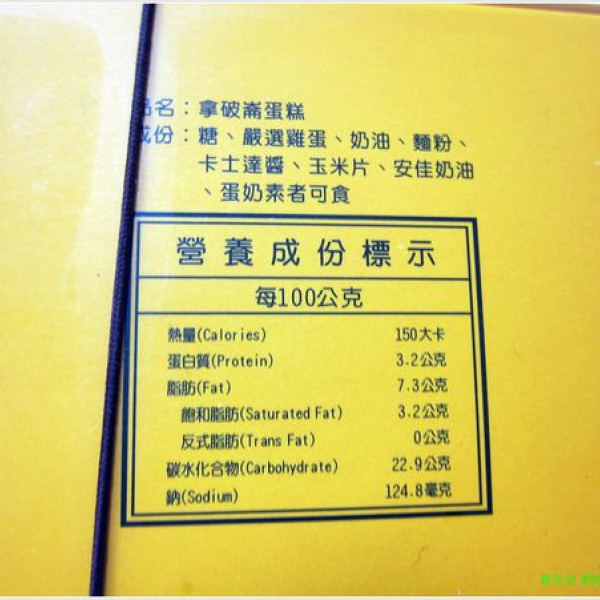 品名：拿破崙蛋糕
成份：糖、嚴選雞蛋、奶油、麵粉、
卡士達醬、玉米片、安佳奶油
、蛋奶素者可食
營養成份標示
每100公克
熱量(Calories) 150大卡
蛋白質(Protein) 3.2公克
脂肪(Fat) 7.3公克
飽和脂肪(Saturated Fat) 3.2公克
反式脂肪(Trans Fat) 0公克
碳水化合物(Carbohydrate) 22.9公克
鈉(Sodium) 124.8毫克